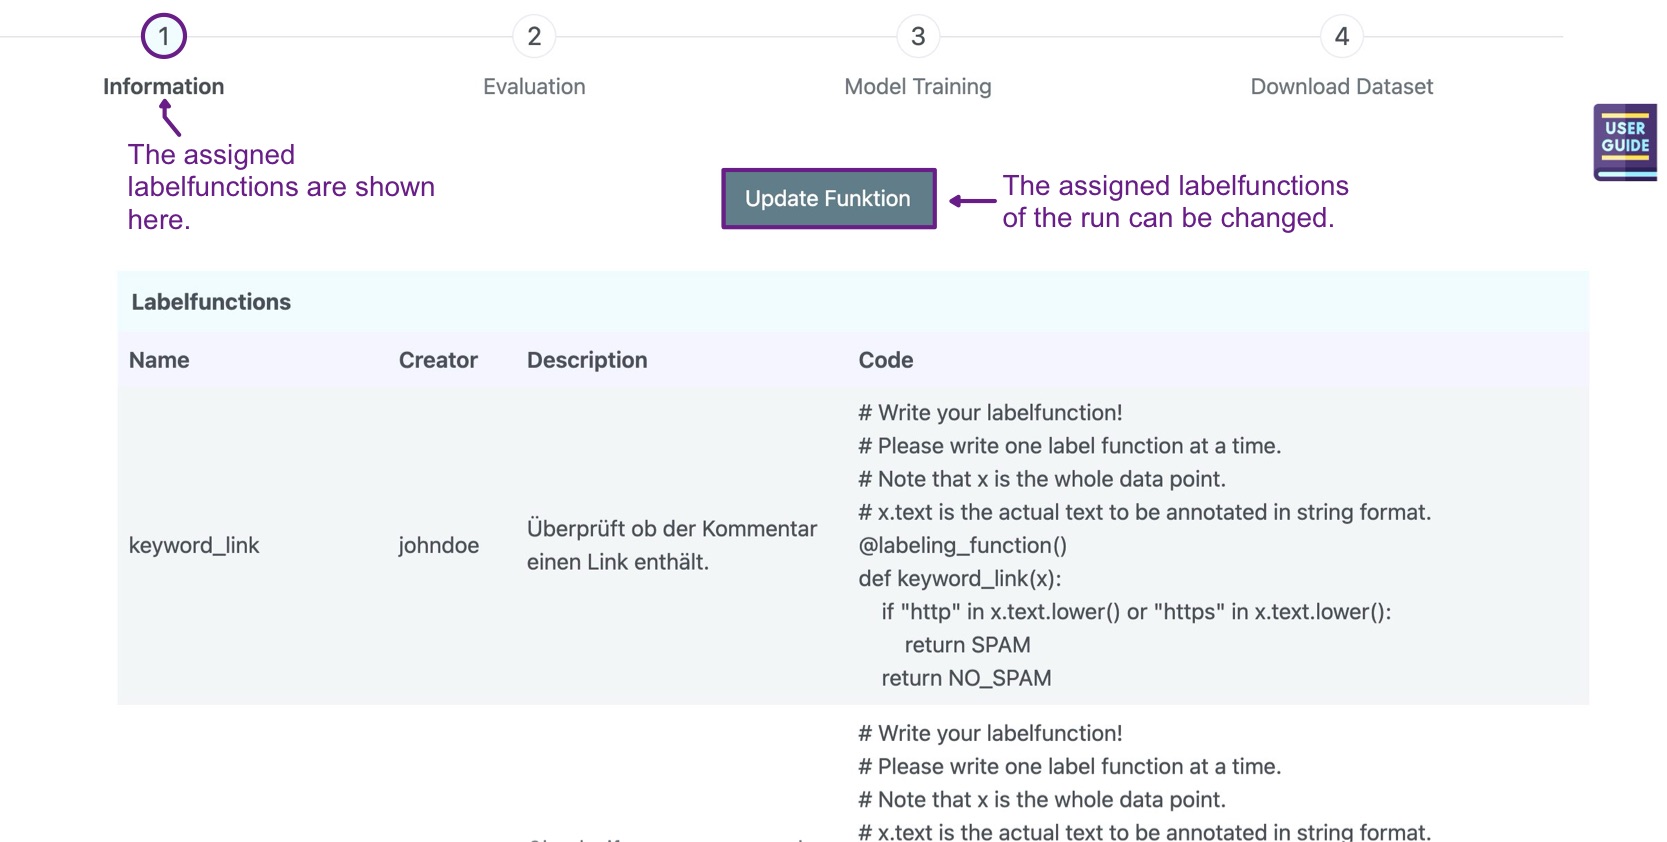 1
2
3
4
Information
Evaluation
Model Training
Download Dataset
USER
GUIDE
The assigned
labelfunctions are shown
here.
Update Funktion
The assigned labelfunctions
of the run can be changed.
Labelfunctions
Name
Creator
Description
Code
keyword_link
johndoe
Überprüft ob der Kommentar
einen Link enthält.
# Write your labelfunction!
# Please write one label function at a time.
# Note that x is the whole data point.
# x.text is the actual text to be annotated in string format.
@labeling_function()
def keyword_link(x):
if "http" in x.text.lower() or "https" in x.text.lower():
return SPAM
return NO_SPAM
# Write your labelfunction!
# Please write one label function at a time.
# Note that x is the whole data point.
# x.text is the actual text to be annotated in string format.